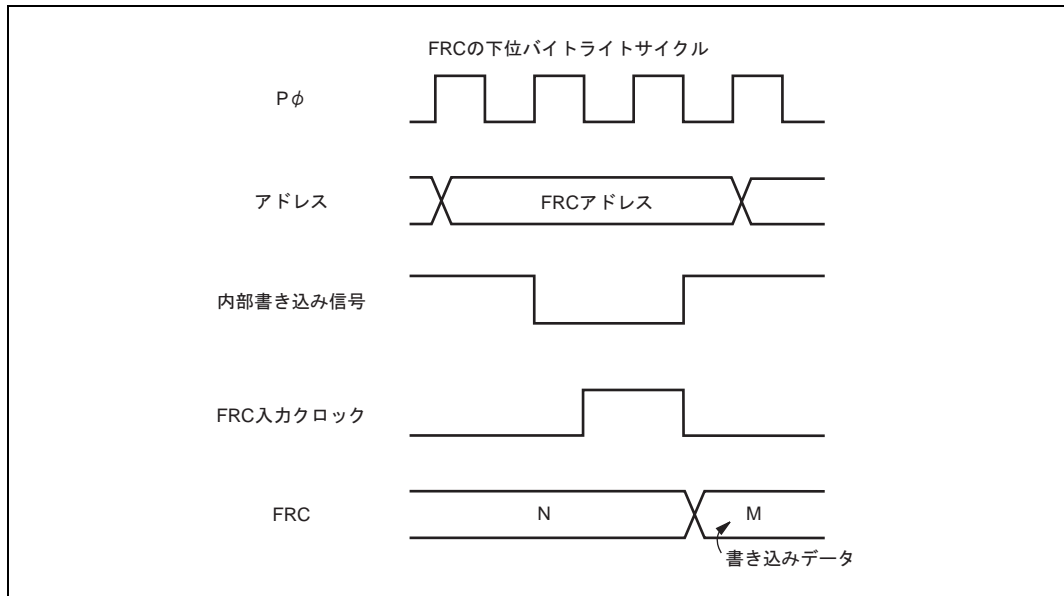 FRCの下位バイトライトサイクル
Pφ
アドレス
FRCアドレス
内部書き込み信号
FRC入力クロック
FRC
N
M
書き込みデータ